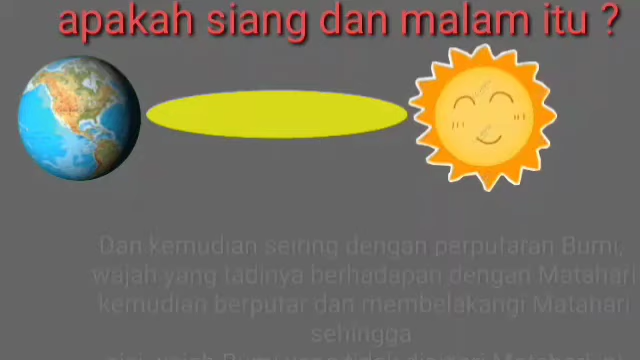 apakah siang dan malam itu ?
Dan kemudian seiring dengan perputaran Bumi,
wajah yang tadinya berhadapan dengan Matahari
kemudian berputar dan membelakangi Matahari
sehingga